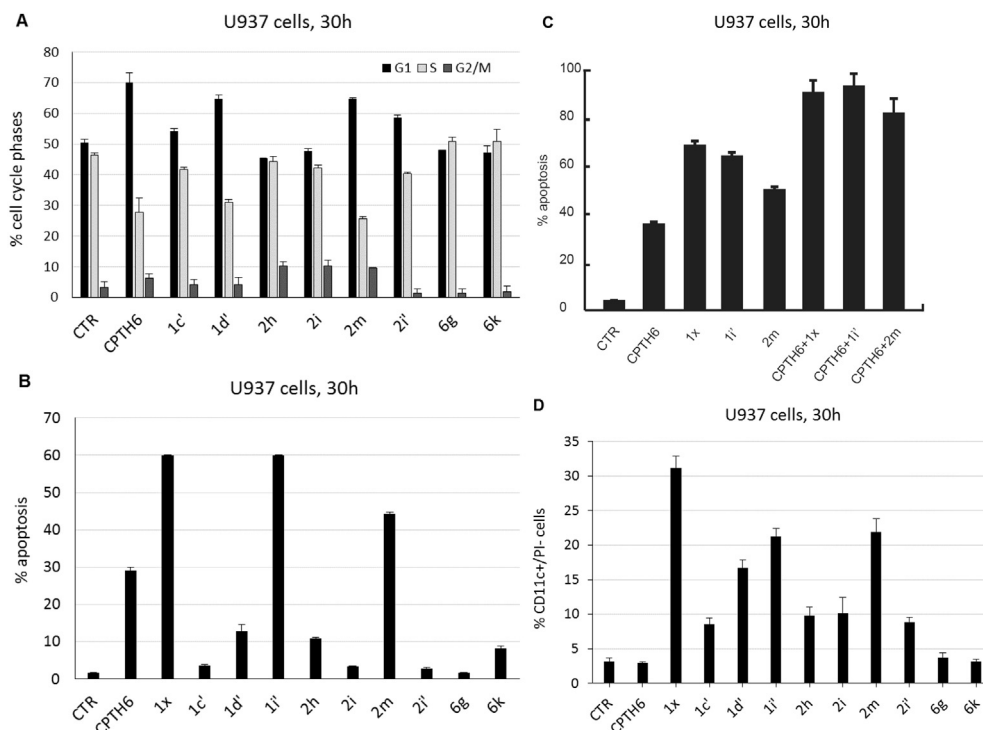 A
U937 cells, 30h
G1 S G2/M
80
70
60
50
40
30
20
10
0
% cell cycle phases
CTR CPTH6 1c' 1d' 2h 2i 2m 2i' 6g 6k
B
U937 cells, 30h
70
60
50
40
30
20
10
0
% apoptosis
CTR CPTH6 1x 1c' 1d' 1i' 2h 2i 2m 2i' 6g 6k
C
U937 cells, 30h
100
80
60
40
20
0
% apoptosis
CTR CPTH6 1x 1i' 2m CPTH6+1x CPTH6+1i' CPTH6+2m
D
U937 cells, 30h
35
30
25
20
15
10
5
0
% CD11c+/PI- cells
CTR CPTH6 1x 1c' 1d' 1i' 2h 2i 2m 2i' 6g 6k